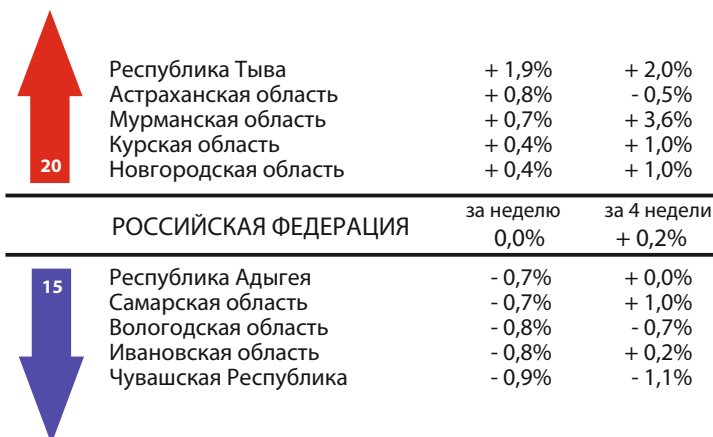 Республика Тыва + 1,9% + 2,0%
Астраханская область + 0,8% - 0,5%
Мурманская область + 0,7% + 3,6%
Курская область + 0,4% + 1,0%
20 Новгородская область + 0,4% + 1,0%
за неделю за 4 недели
РОССИЙСКАЯ ФЕДЕРАЦИЯ 0,0% + 0,2%
15 Республика Адыгея - 0,7% + 0,0%
Самарская область - 0,7% + 1,0%
Вологодская область - 0,8% - 0,7%
Ивановская область - 0,8% + 0,2%
Чувашская Республика - 0,9% - 1,1%